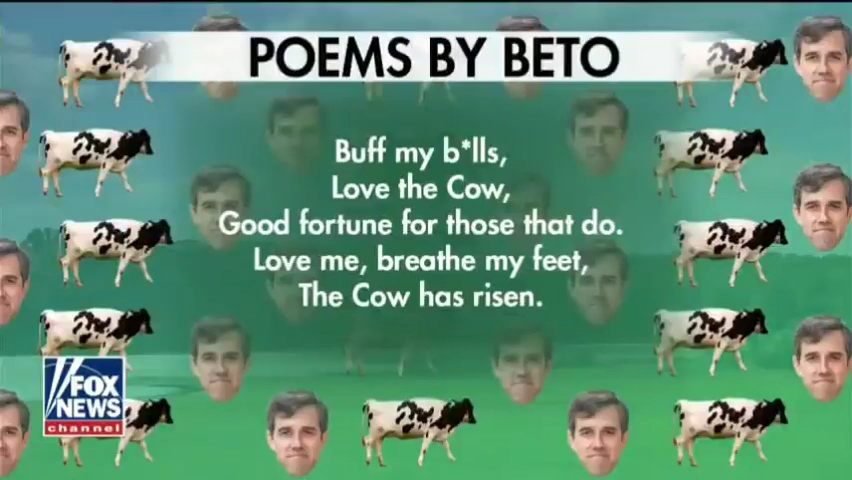 POEMS BY BETO
Buff my b*lls,
Love the Cow,
Good fortune for those that do.
Love me, breathe my feet,
The Cow has risen.
FOX
NEWS
channel